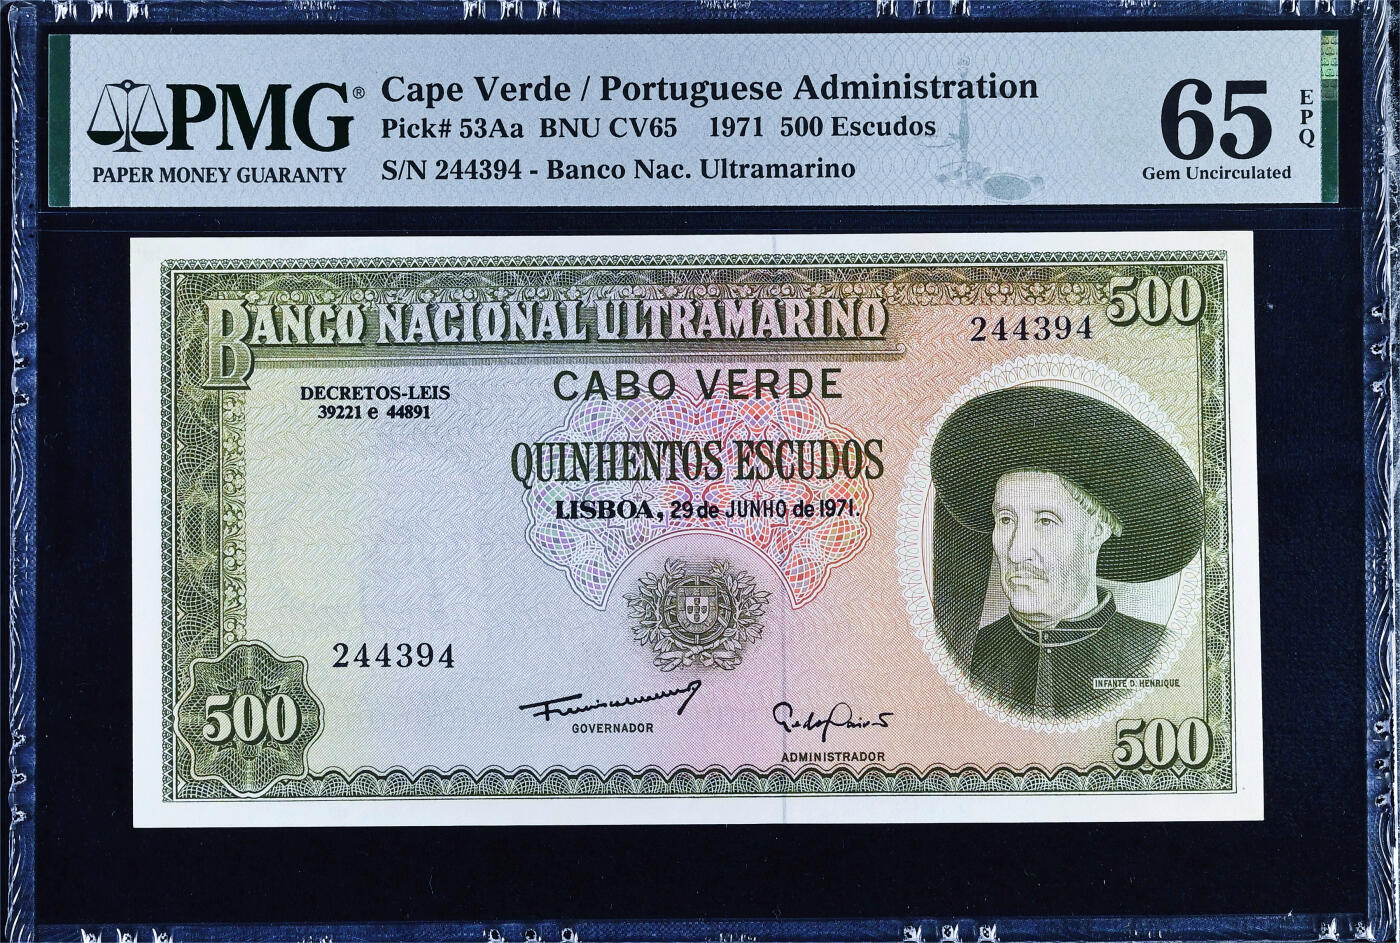 PMG®
PAPER MONEY GUARANTY
Cape Verde / Portuguese Administration
Pick# 53Aa BNU CV65 1971 500 Escudos
S/N 244394 - Banco Nac. Ultramarino
65
EPQ
Gem Uncirculated
BANCO NACIONAL ULTRAMARINO
500
244394
CABO VERDE
DECRETOS-LEIS
39221 e 44891
QUINHENTOS ESCUDOS
LISBOA, 29 de JUNHO de 1971.
244394
INFANTE D. HENRIQUE
500
GOVERNADOR
ADMINISTRADOR
500